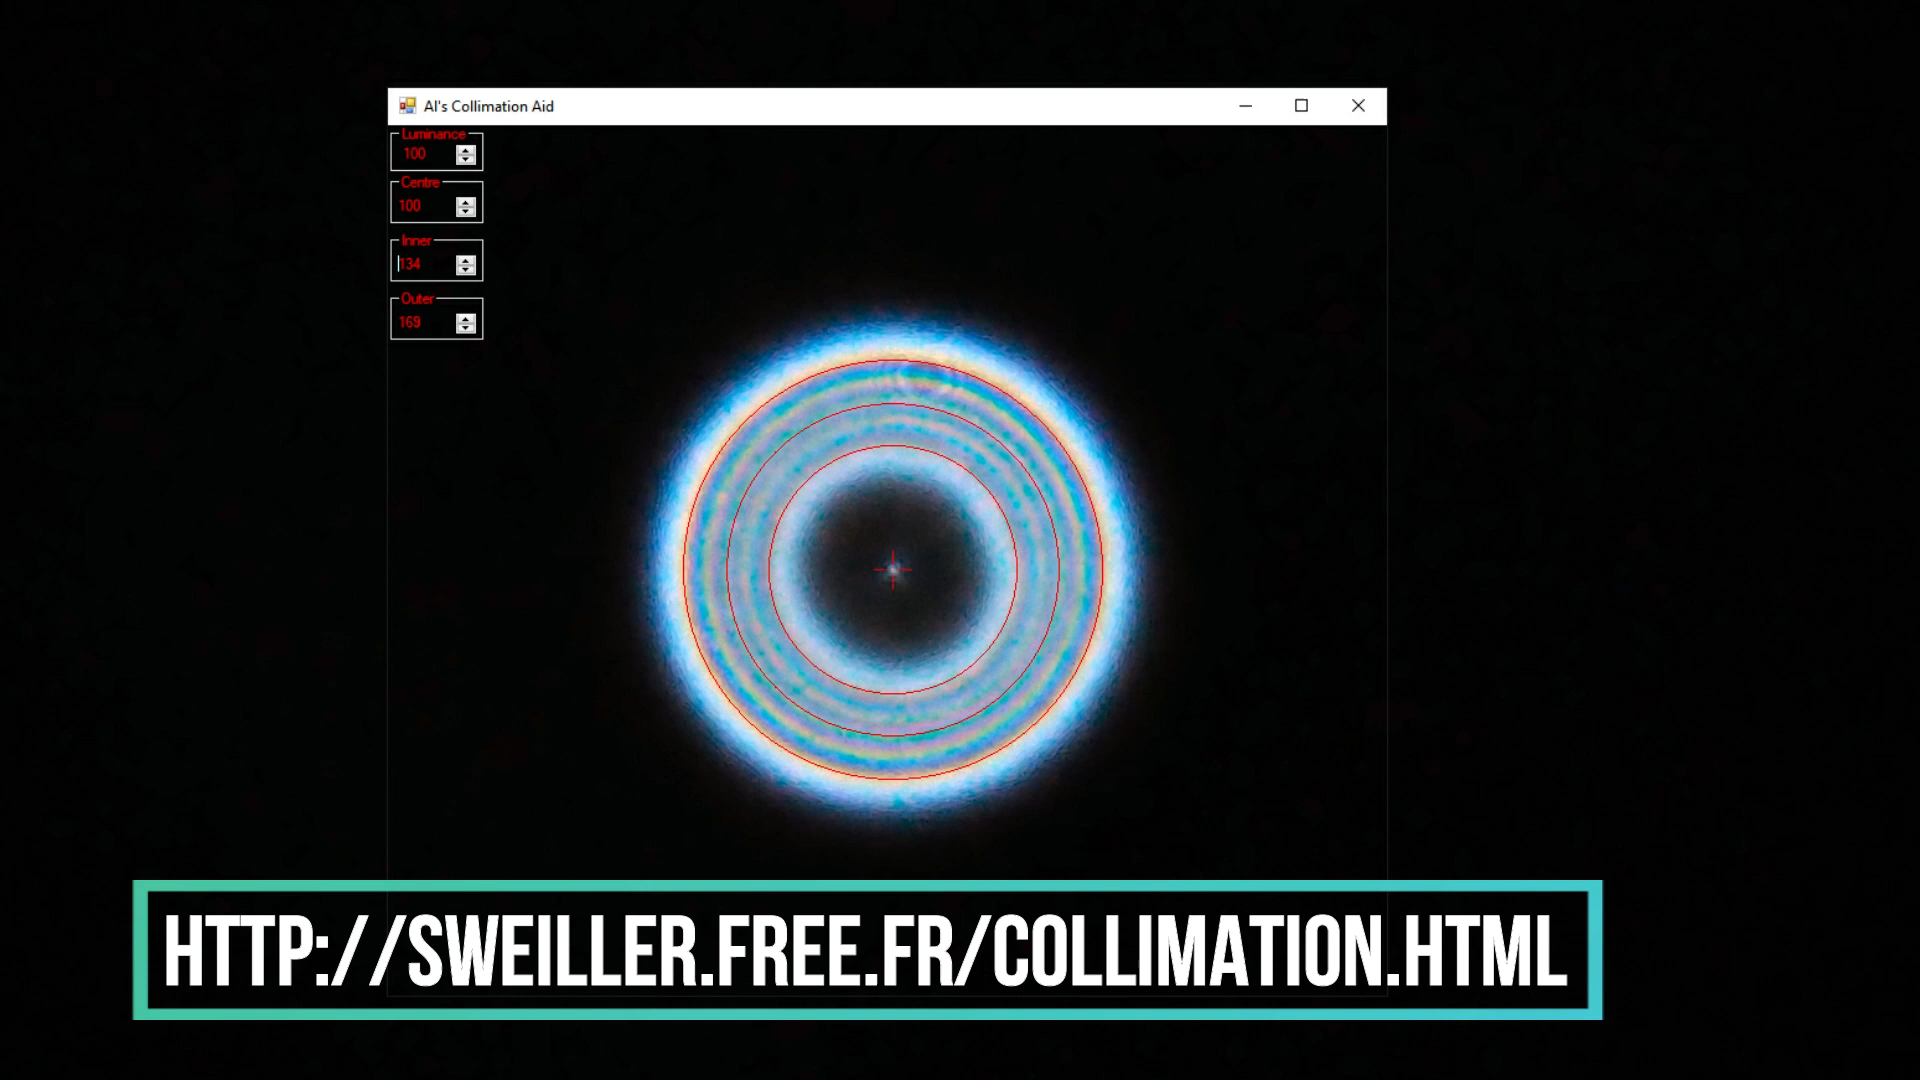 Al's Collimation Aid
Luminance
100
Centre
100
Inner
134
Outer
169
HTTP://SWEILLER.FREE.FR/COLLIMATION.HTML